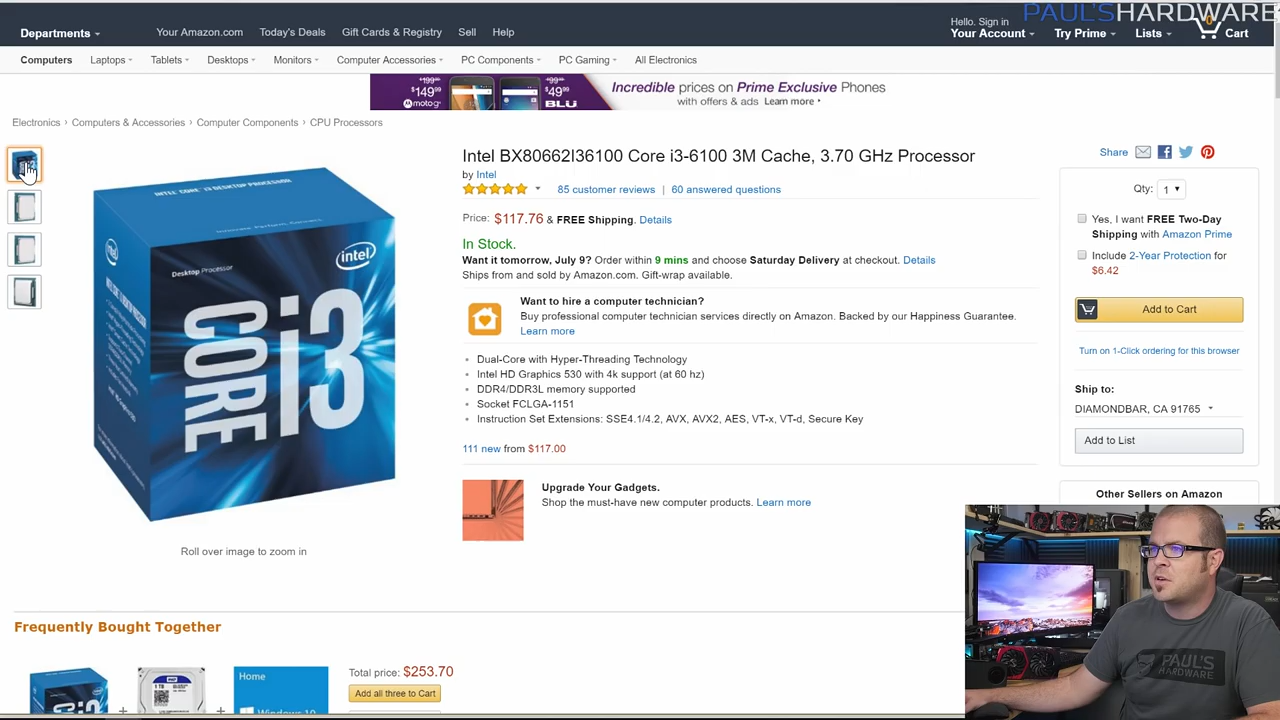 PAUL'SHARDWARE
Departments
Your Amazon.com
Today's Deals
Gift Cards & Registry
Sell
Help
Hello. Sign in
Your Account
Try Prime
Lists
0
Cart
Computers
Laptops
Tablets
Desktops
Monitors
Computer Accessories
PC Components
PC Gaming
All Electronics
$149.99
moto g
BLU
$49.99
Incredible prices on Prime Exclusive Phones
with offers & ads Learn more
Electronics › Computers & Accessories › Computer Components › CPU Processors
Intel BX80662I36100 Core i3-6100 3M Cache, 3.70 GHz Processor
by Intel
85 customer reviews | 60 answered questions
Price: $117.76 & FREE Shipping. Details
In Stock.
Want it tomorrow, July 9? Order within 9 mins and choose Saturday Delivery at checkout. Details
Ships from and sold by Amazon.com. Gift-wrap available.
Want to hire a computer technician?
Buy professional computer technician services directly on Amazon. Backed by our Happiness Guarantee.
Learn more
• Dual-Core with Hyper-Threading Technology
• Intel HD Graphics 530 with 4k support (at 60 hz)
• DDR4/DDR3L memory supported
• Socket FCLGA-1151
• Instruction Set Extensions: SSE4.1/4.2, AVX, AVX2, AES, VT-x, VT-d, Secure Key
111 new from $117.00
Upgrade Your Gadgets.
Shop the must-have new computer products. Learn more
INTEL CORE i3 DESKTOP PROCESSOR
Desktop Processor
intel
CORE i3
Roll over image to zoom in
Share
Qty: 1
Yes, I want FREE Two-Day
Shipping with Amazon Prime
Include 2-Year Protection for
$6.42
Add to Cart
Turn on 1-Click ordering for this browser
Ship to:
DIAMONDBAR, CA 91765
Add to List
Other Sellers on Amazon
Frequently Bought Together
Home
Windows 10
Total price: $253.70
Add all three to Cart
PAUL'S
HARDWARE